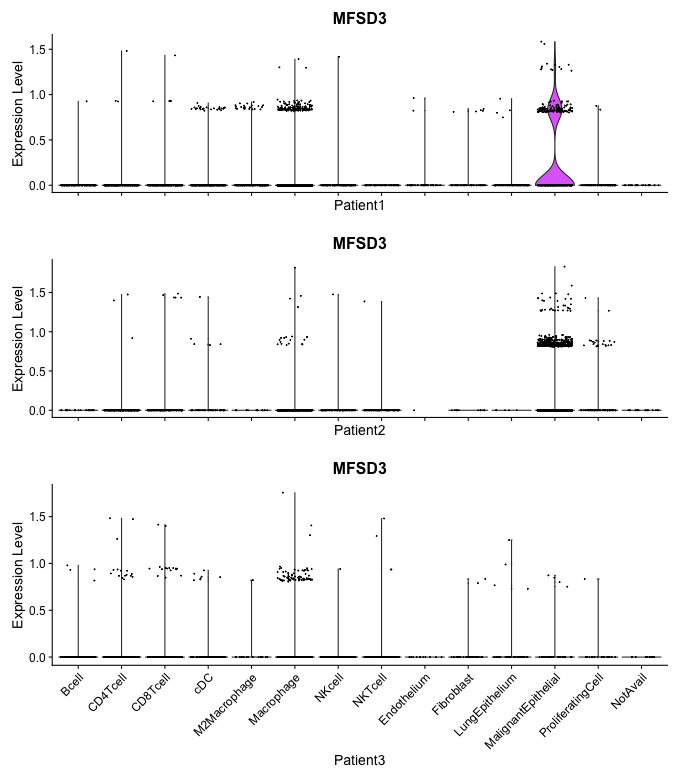 MFSD3
Expression Level
1.5
1.0
0.5
0.0
Patient1
MFSD3
Expression Level
1.5
1.0
0.5
0.0
Patient2
MFSD3
Expression Level
1.5
1.0
0.5
0.0
Bcell
CD4Tcell
CD8Tcell
cDC
M2Macrophage
Macrophage
NKcell
NKTcell
Endothelium
Fibroblast
LungEpithelium
MalignantEpithelial
ProliferatingCell
NotAvail
Patient3